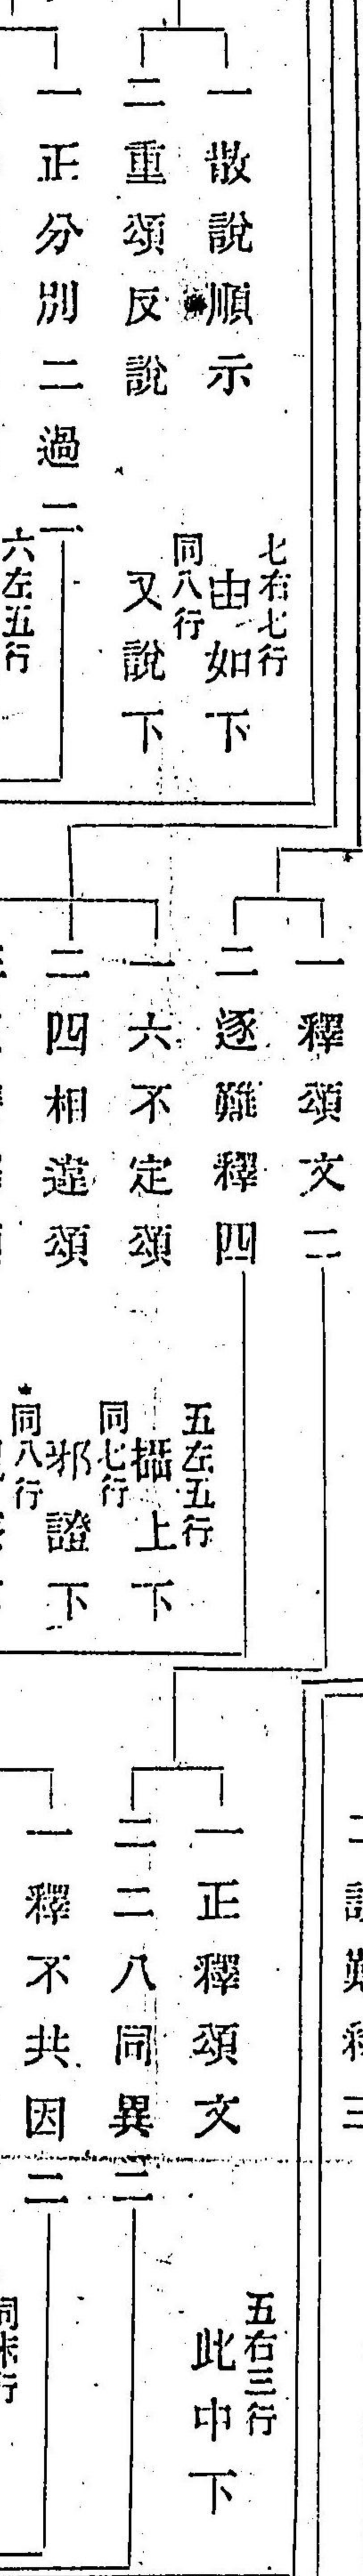 一散說順示 七右七行 由如下
二重頌反說 同八行 又說下
一正分別二過二
六左五行
一釋頌文二
二逐難釋四
一六不定頌 五左五行 攝上下
二四相違頌 同七行 邪證下
同八行
一正釋頌文 五右三行 此中下
二二八同異二
一釋不共因二
同末行